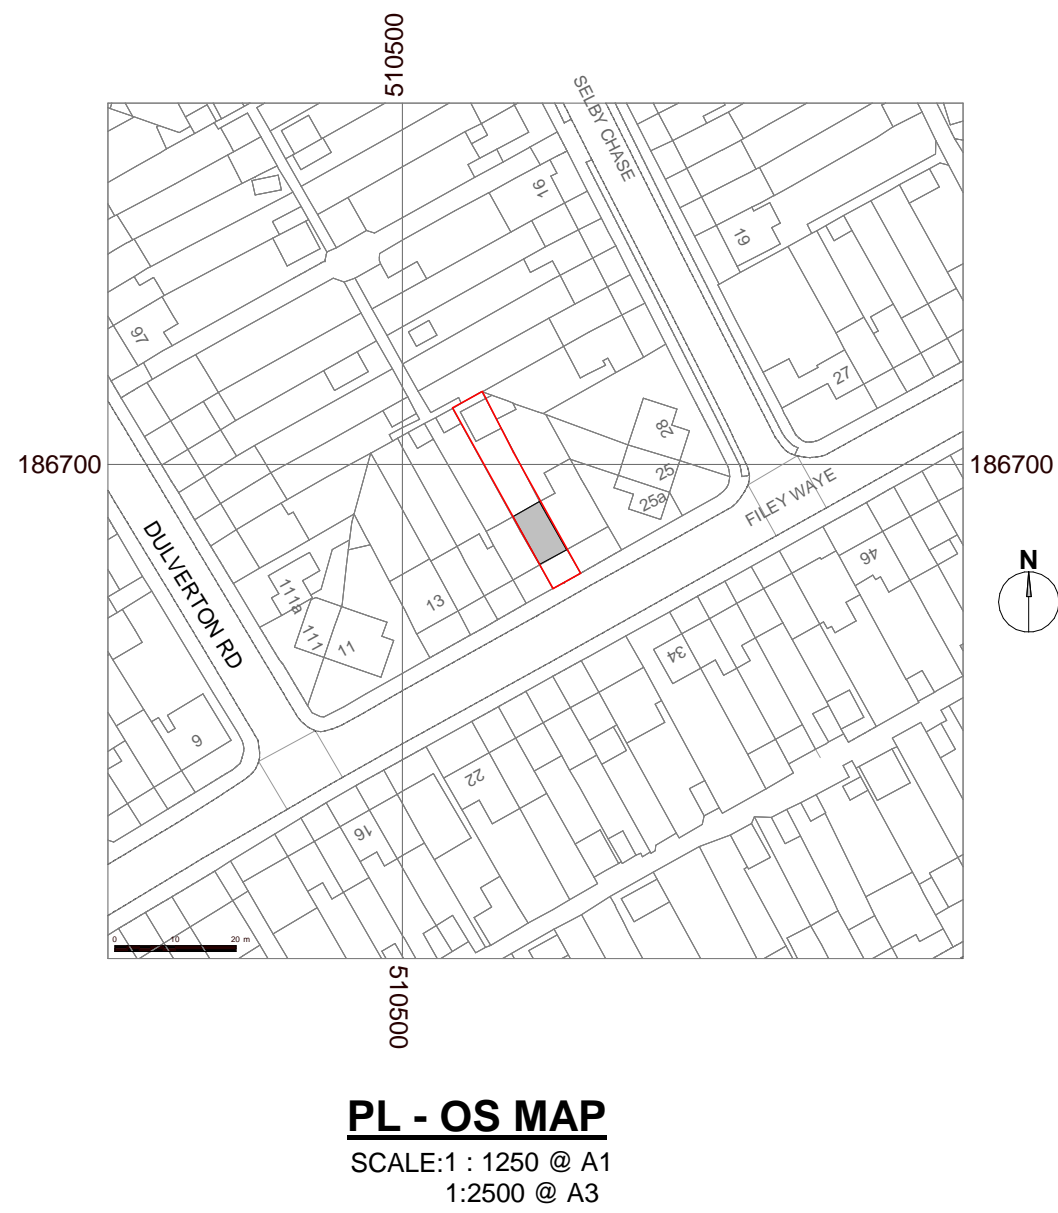 510500
SELBY CHASE
16
19
97
27
186700
186700
28
25
25a
FILEY WAYE
DULVERTON RD
46
N
111a
13
111
11
34
9
22
16
0 10 20 m
510500
PL - OS MAP
SCALE:1 : 1250 @ A1
1:2500 @ A3